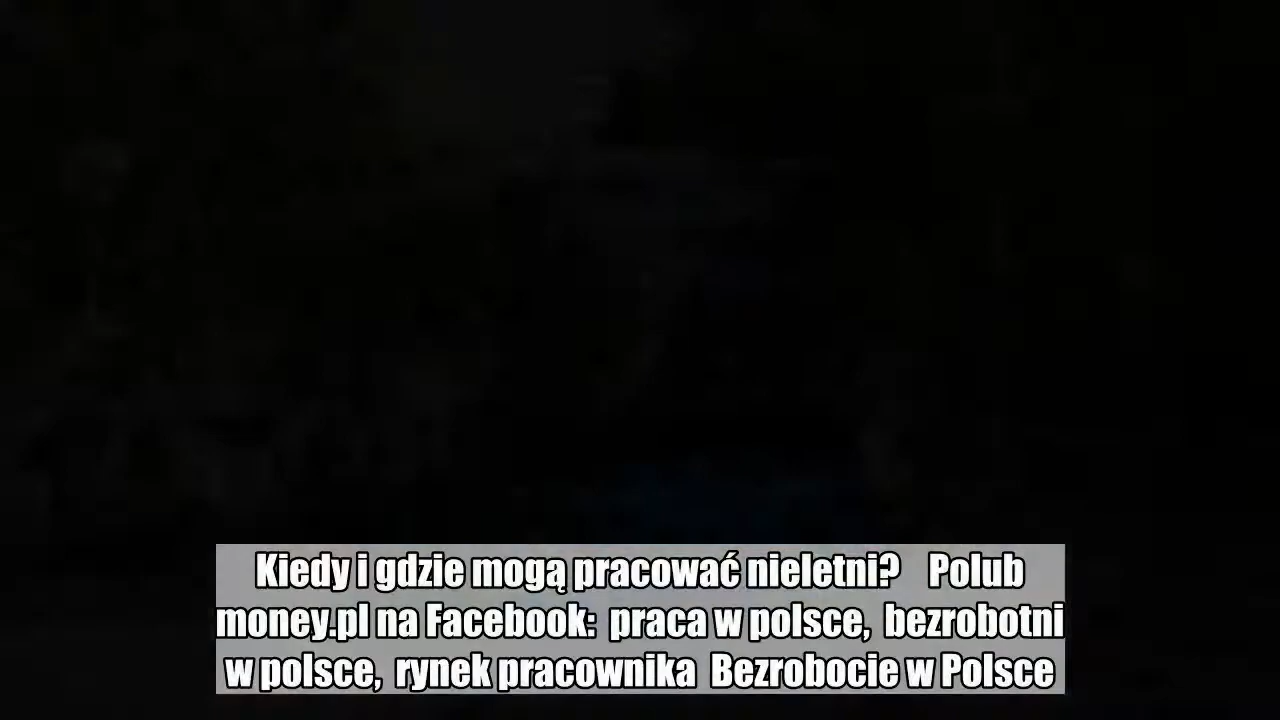 Kiedy i gdzie mogą pracować nieletni? Polub
money.pl na Facebook: praca w polsce, bezrobotni
w polsce, rynek pracownika Bezrobocie w Polsce